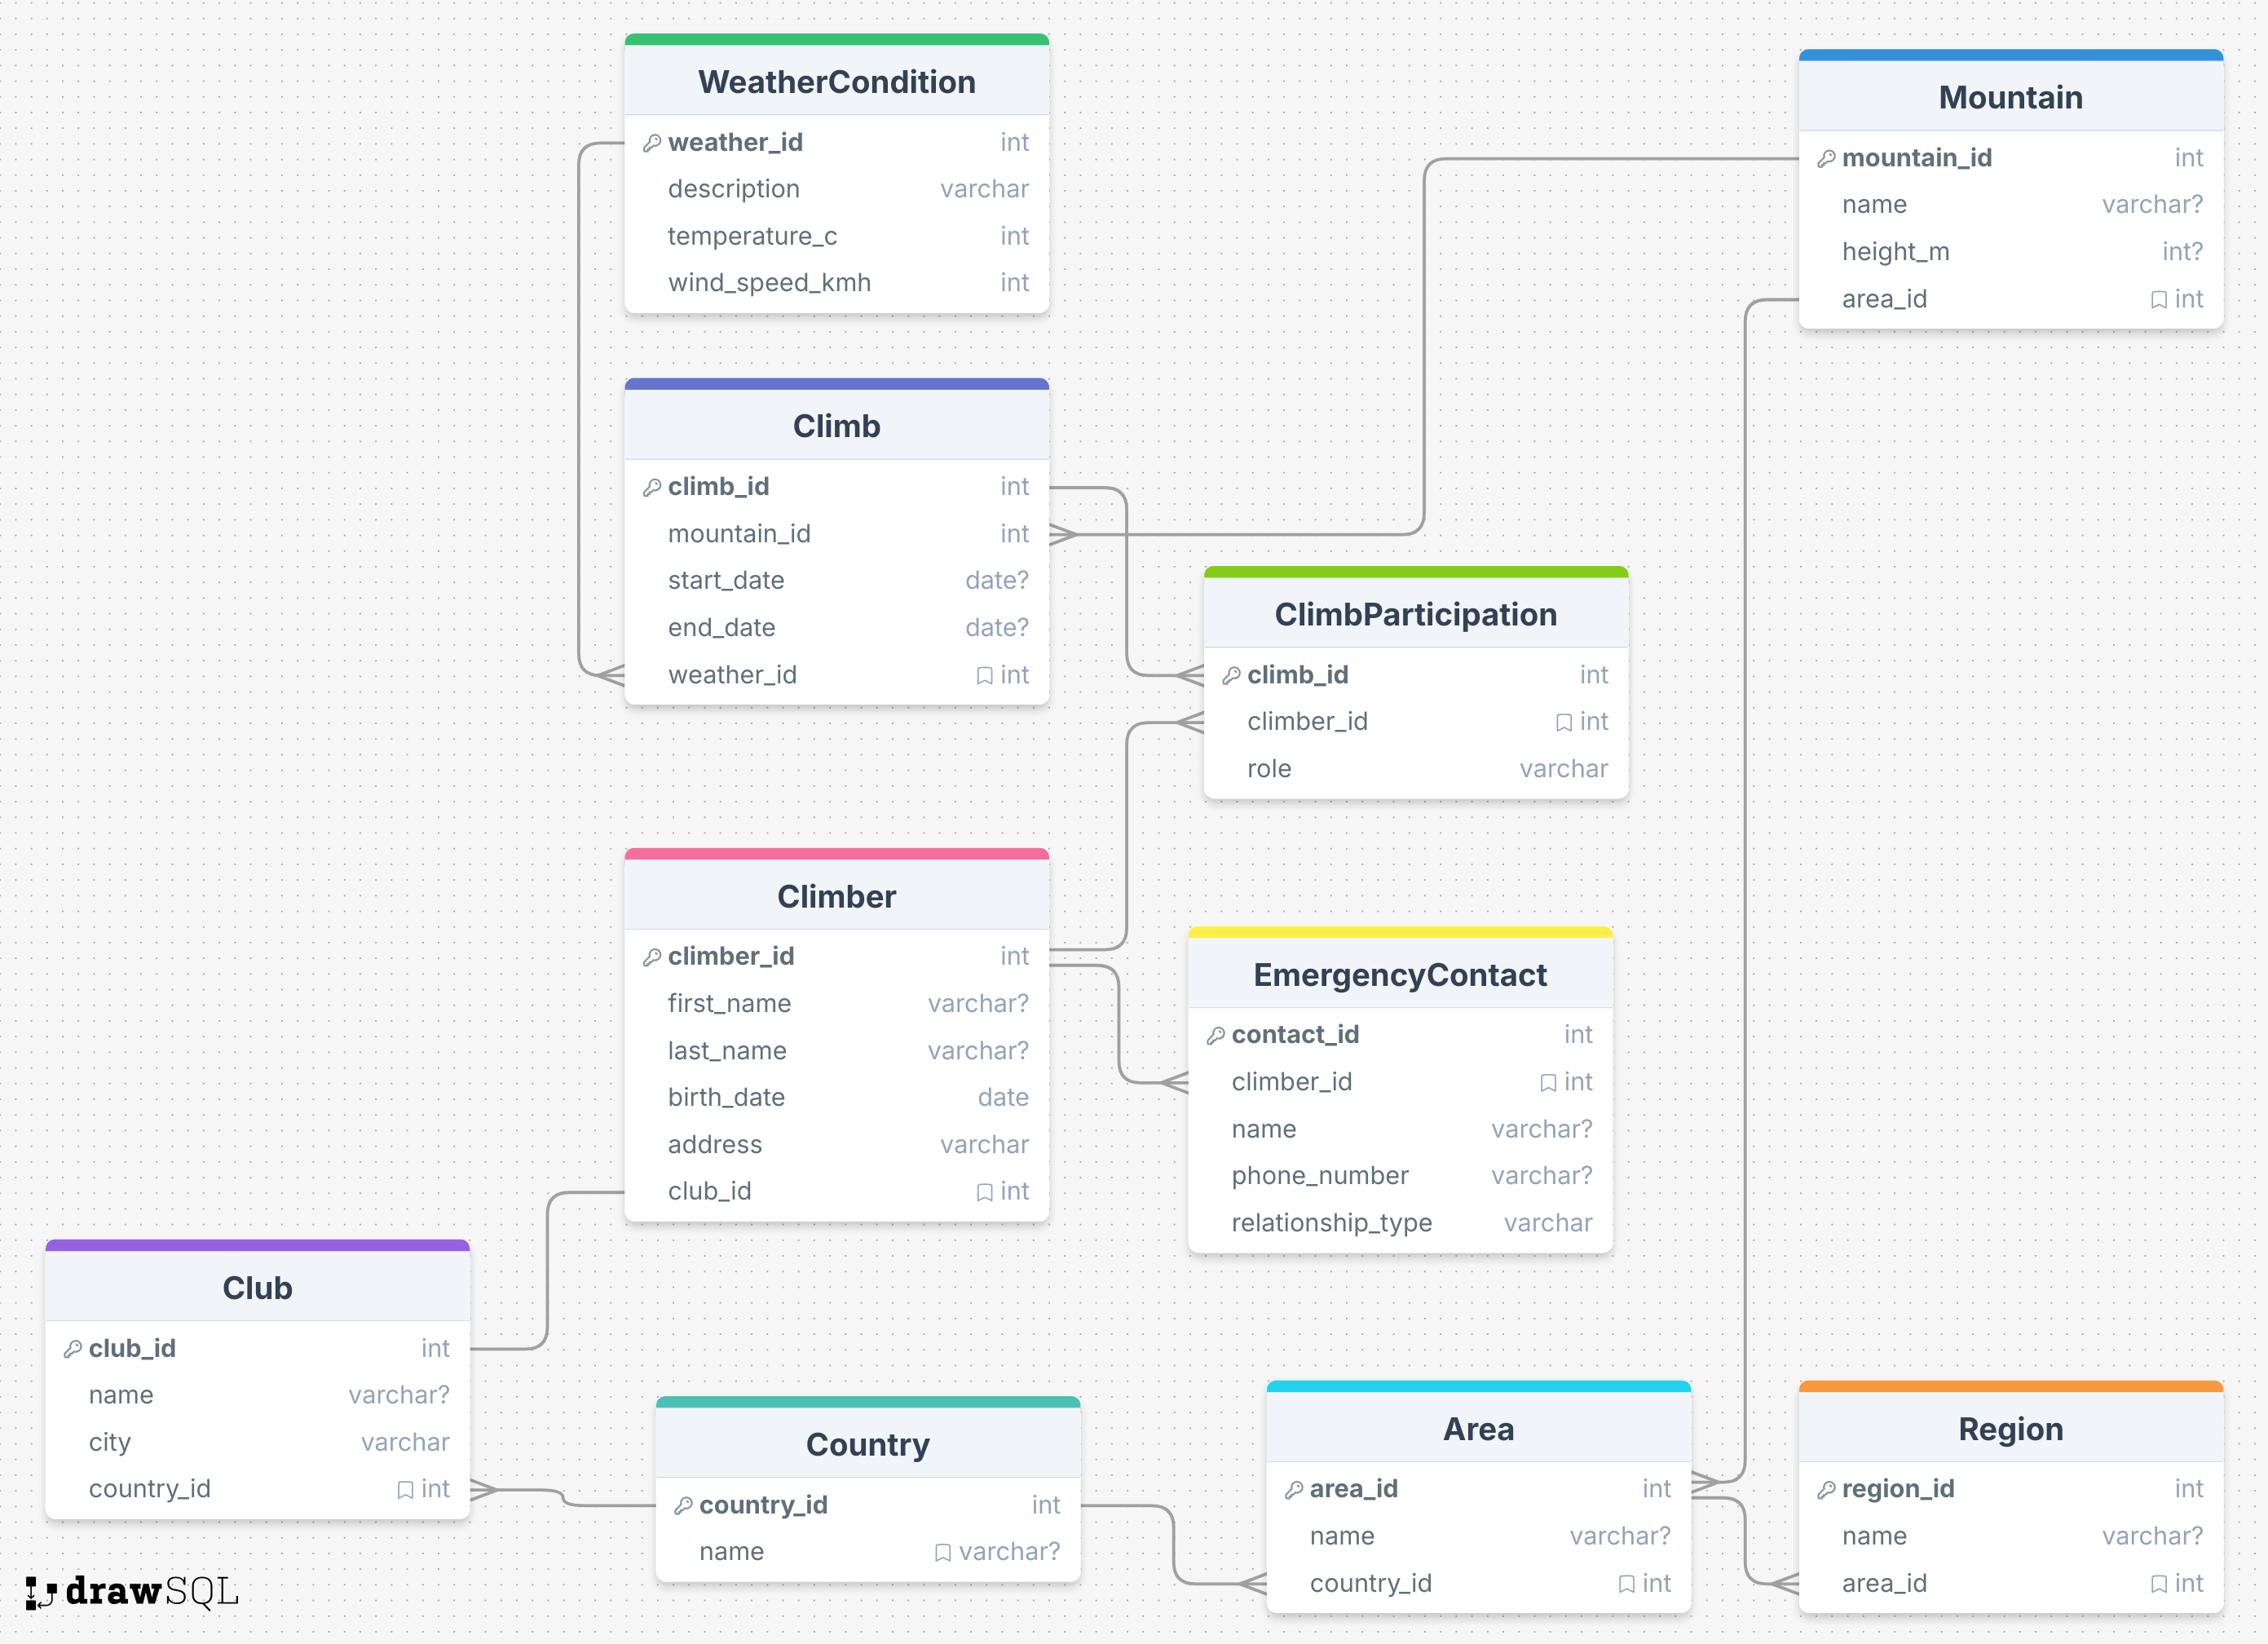 WeatherCondition
weather_id int
description varchar
temperature_c int
wind_speed_kmh int
Mountain
mountain_id int
name varchar?
height_m int?
area_id int
Climb
climb_id int
mountain_id int
start_date date?
end_date date?
weather_id int
ClimbParticipation
climb_id int
climber_id int
role varchar
Climber
climber_id int
first_name varchar?
last_name varchar?
birth_date date
address varchar
club_id int
EmergencyContact
contact_id int
climber_id int
name varchar?
phone_number varchar?
relationship_type varchar
Club
club_id int
name varchar?
city varchar
country_id int
Country
country_id int
name varchar?
Area
area_id int
name varchar?
country_id int
Region
region_id int
name varchar?
area_id int
drawSQL